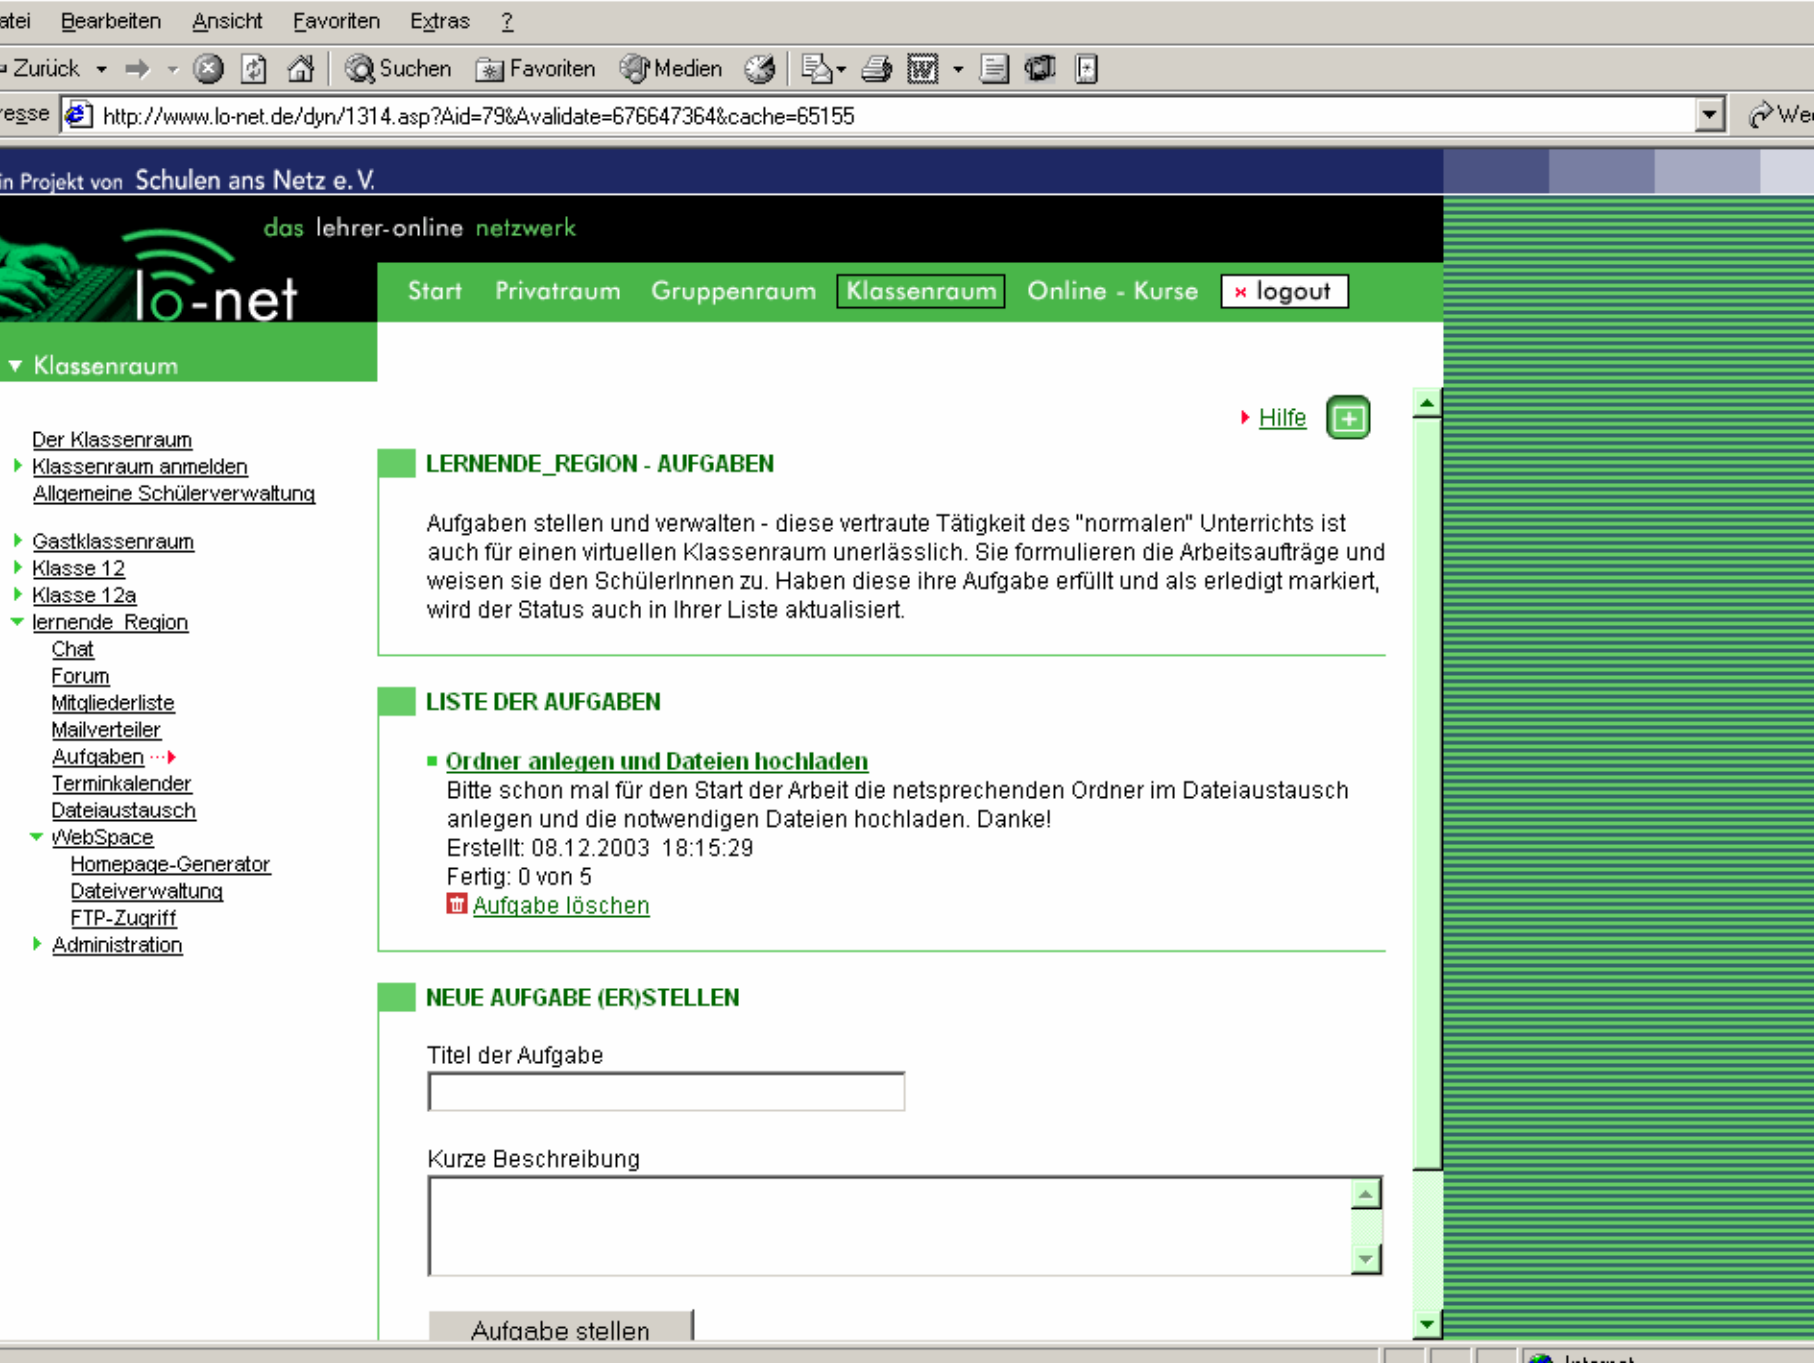 atei Bearbeiten Ansicht Favoriten Extras ?
Zurück Suchen Favoriten Medien
resse http://www.lo-net.de/dyn/1314.asp?Aid=79&Avalidate=676647364&cache=65155 We
in Projekt von Schulen ans Netz e.V.
das lehrer-online netzwerk
lo-net
Start Privatraum Gruppenraum Klassenraum Online - Kurse × logout
Klassenraum
Der Klassenraum
Klassenraum anmelden
Allgemeine Schülerverwaltung
Gastklassenraum
Klasse 12
Klasse 12a
lernende_Region
Chat
Forum
Mitgliederliste
Mailverteiler
Aufgaben
Terminkalender
Dateiaustausch
WebSpace
Homepage-Generator
Dateiverwaltung
FTP-Zugriff
Administration
Hilfe
LERNENDE_REGION - AUFGABEN
Aufgaben stellen und verwalten - diese vertraute Tätigkeit des "normalen" Unterrichts ist
auch für einen virtuellen Klassenraum unerlässlich. Sie formulieren die Arbeitsaufträge und
weisen sie den SchülerInnen zu. Haben diese ihre Aufgabe erfüllt und als erledigt markiert,
wird der Status auch in Ihrer Liste aktualisiert.
LISTE DER AUFGABEN
Ordner anlegen und Dateien hochladen
Bitte schon mal für den Start der Arbeit die netsprechenden Ordner im Dateiaustausch
anlegen und die notwendigen Dateien hochladen. Danke!
Erstellt: 08.12.2003 18:15:29
Fertig: 0 von 5
Aufgabe löschen
NEUE AUFGABE (ER)STELLEN
Titel der Aufgabe
Kurze Beschreibung
Aufgabe stellen
Internet